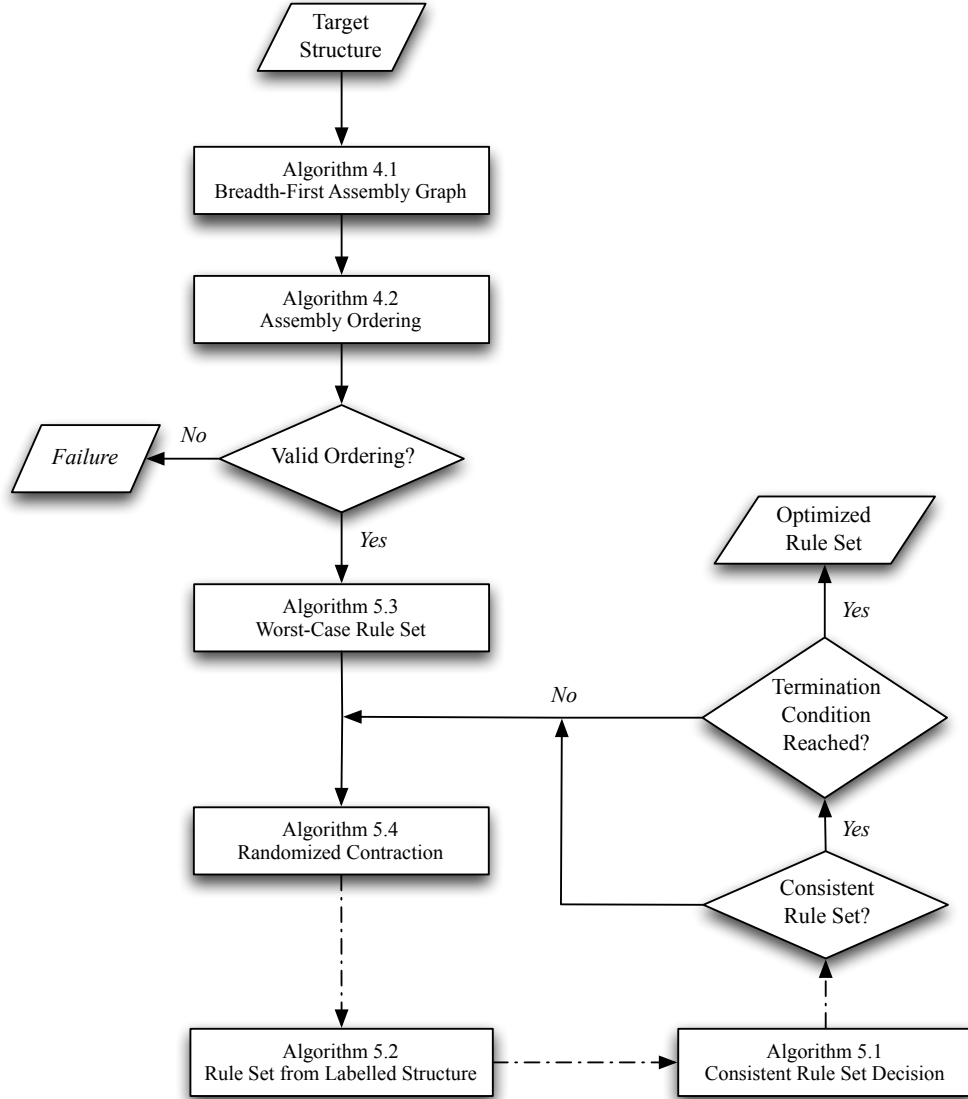 Target
Structure
Algorithm 4.1
Breadth-First Assembly Graph
Algorithm 4.2
Assembly Ordering
Valid Ordering?
No
Failure
Yes
Algorithm 5.3
Worst-Case Rule Set
Optimized
Rule Set
Yes
Termination
Condition
Reached?
No
Algorithm 5.4
Randomized Contraction
Yes
Consistent
Rule Set?
Algorithm 5.2
Rule Set from Labelled Structure
Algorithm 5.1
Consistent Rule Set Decision